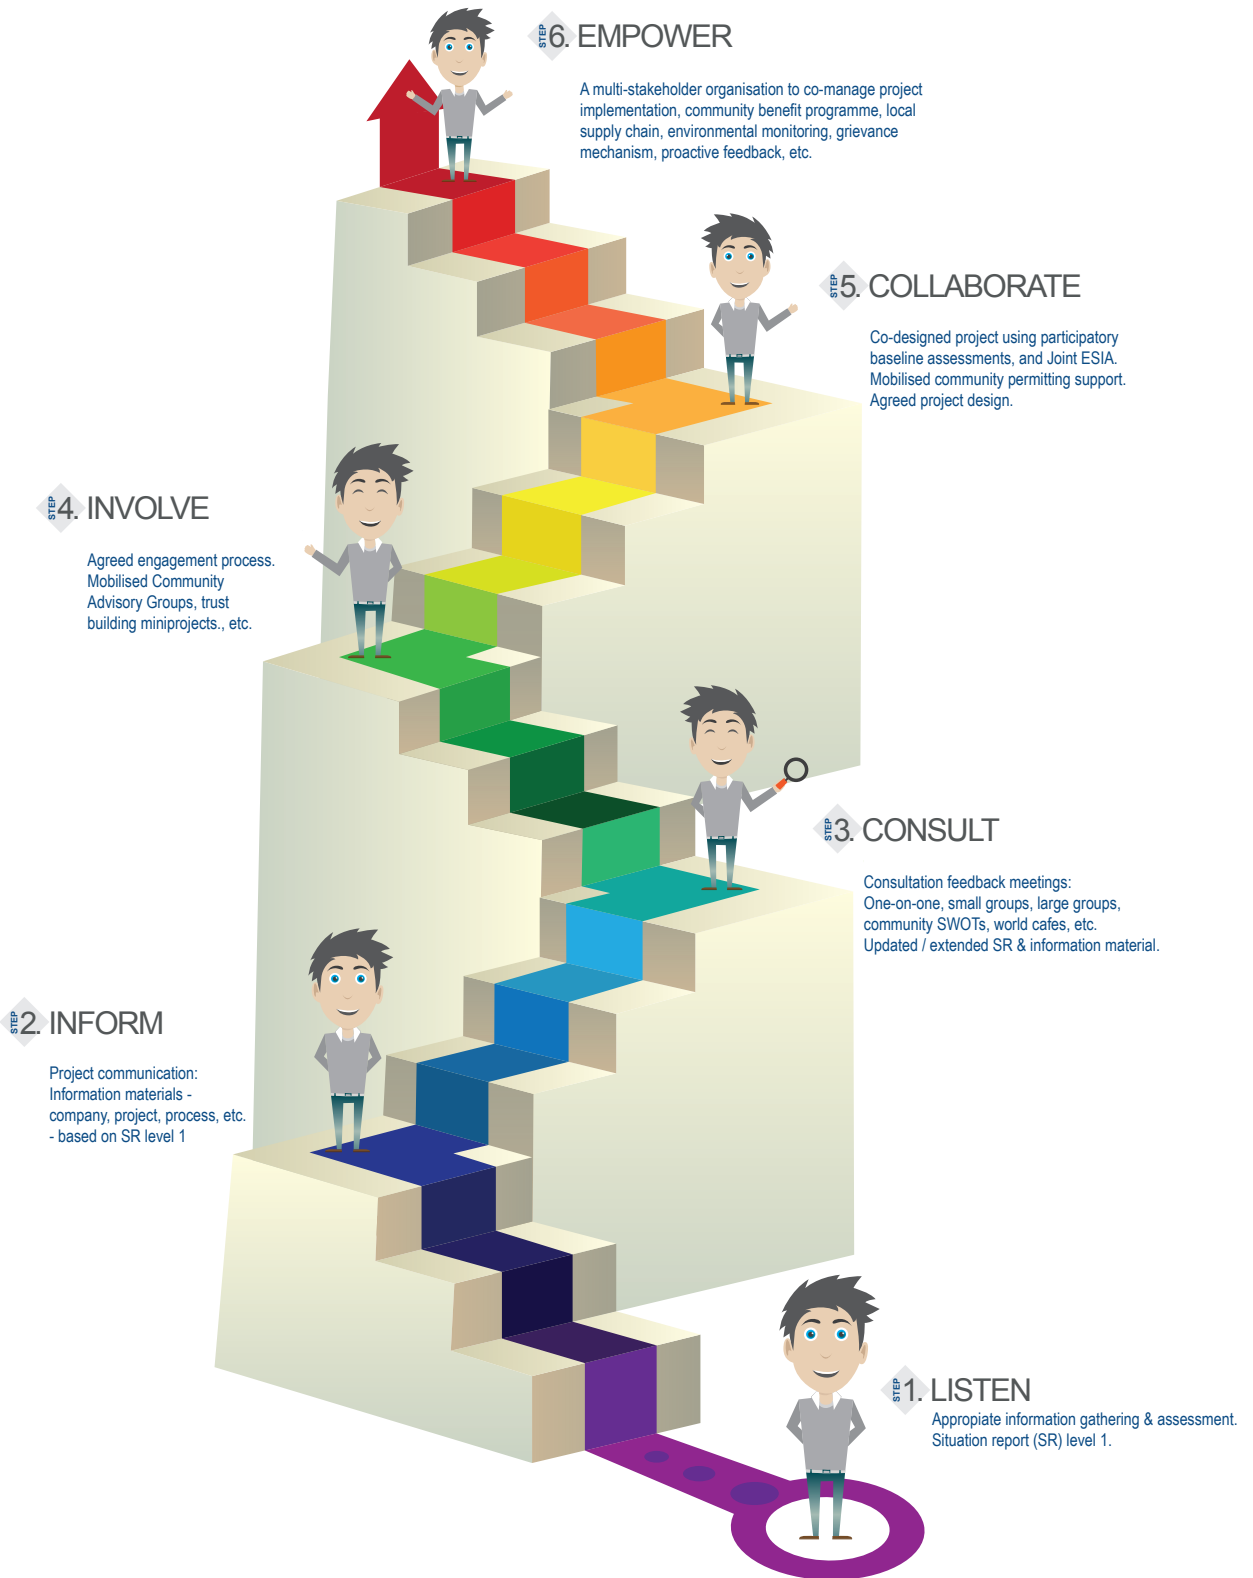 STEP 6. EMPOWER
A multi-stakeholder organisation to co-manage project
implementation, community benefit programme, local
supply chain, environmental monitoring, grievance
mechanism, proactive feedback, etc.
STEP 5. COLLABORATE
Co-designed project using participatory
baseline assessments, and Joint ESIA.
Mobilised community permitting support.
Agreed project design.
STEP 4. INVOLVE
Agreed engagement process.
Mobilised Community
Advisory Groups, trust
building miniprojects., etc.
STEP 3. CONSULT
Consultation feedback meetings:
One-on-one, small groups, large groups,
community SWOTs, world cafes, etc.
Updated / extended SR & information material.
STEP 2. INFORM
Project communication:
Information materials -
company, project, process, etc.
- based on SR level 1
STEP 1. LISTEN
Appropiate information gathering & assessment.
Situation report (SR) level 1.